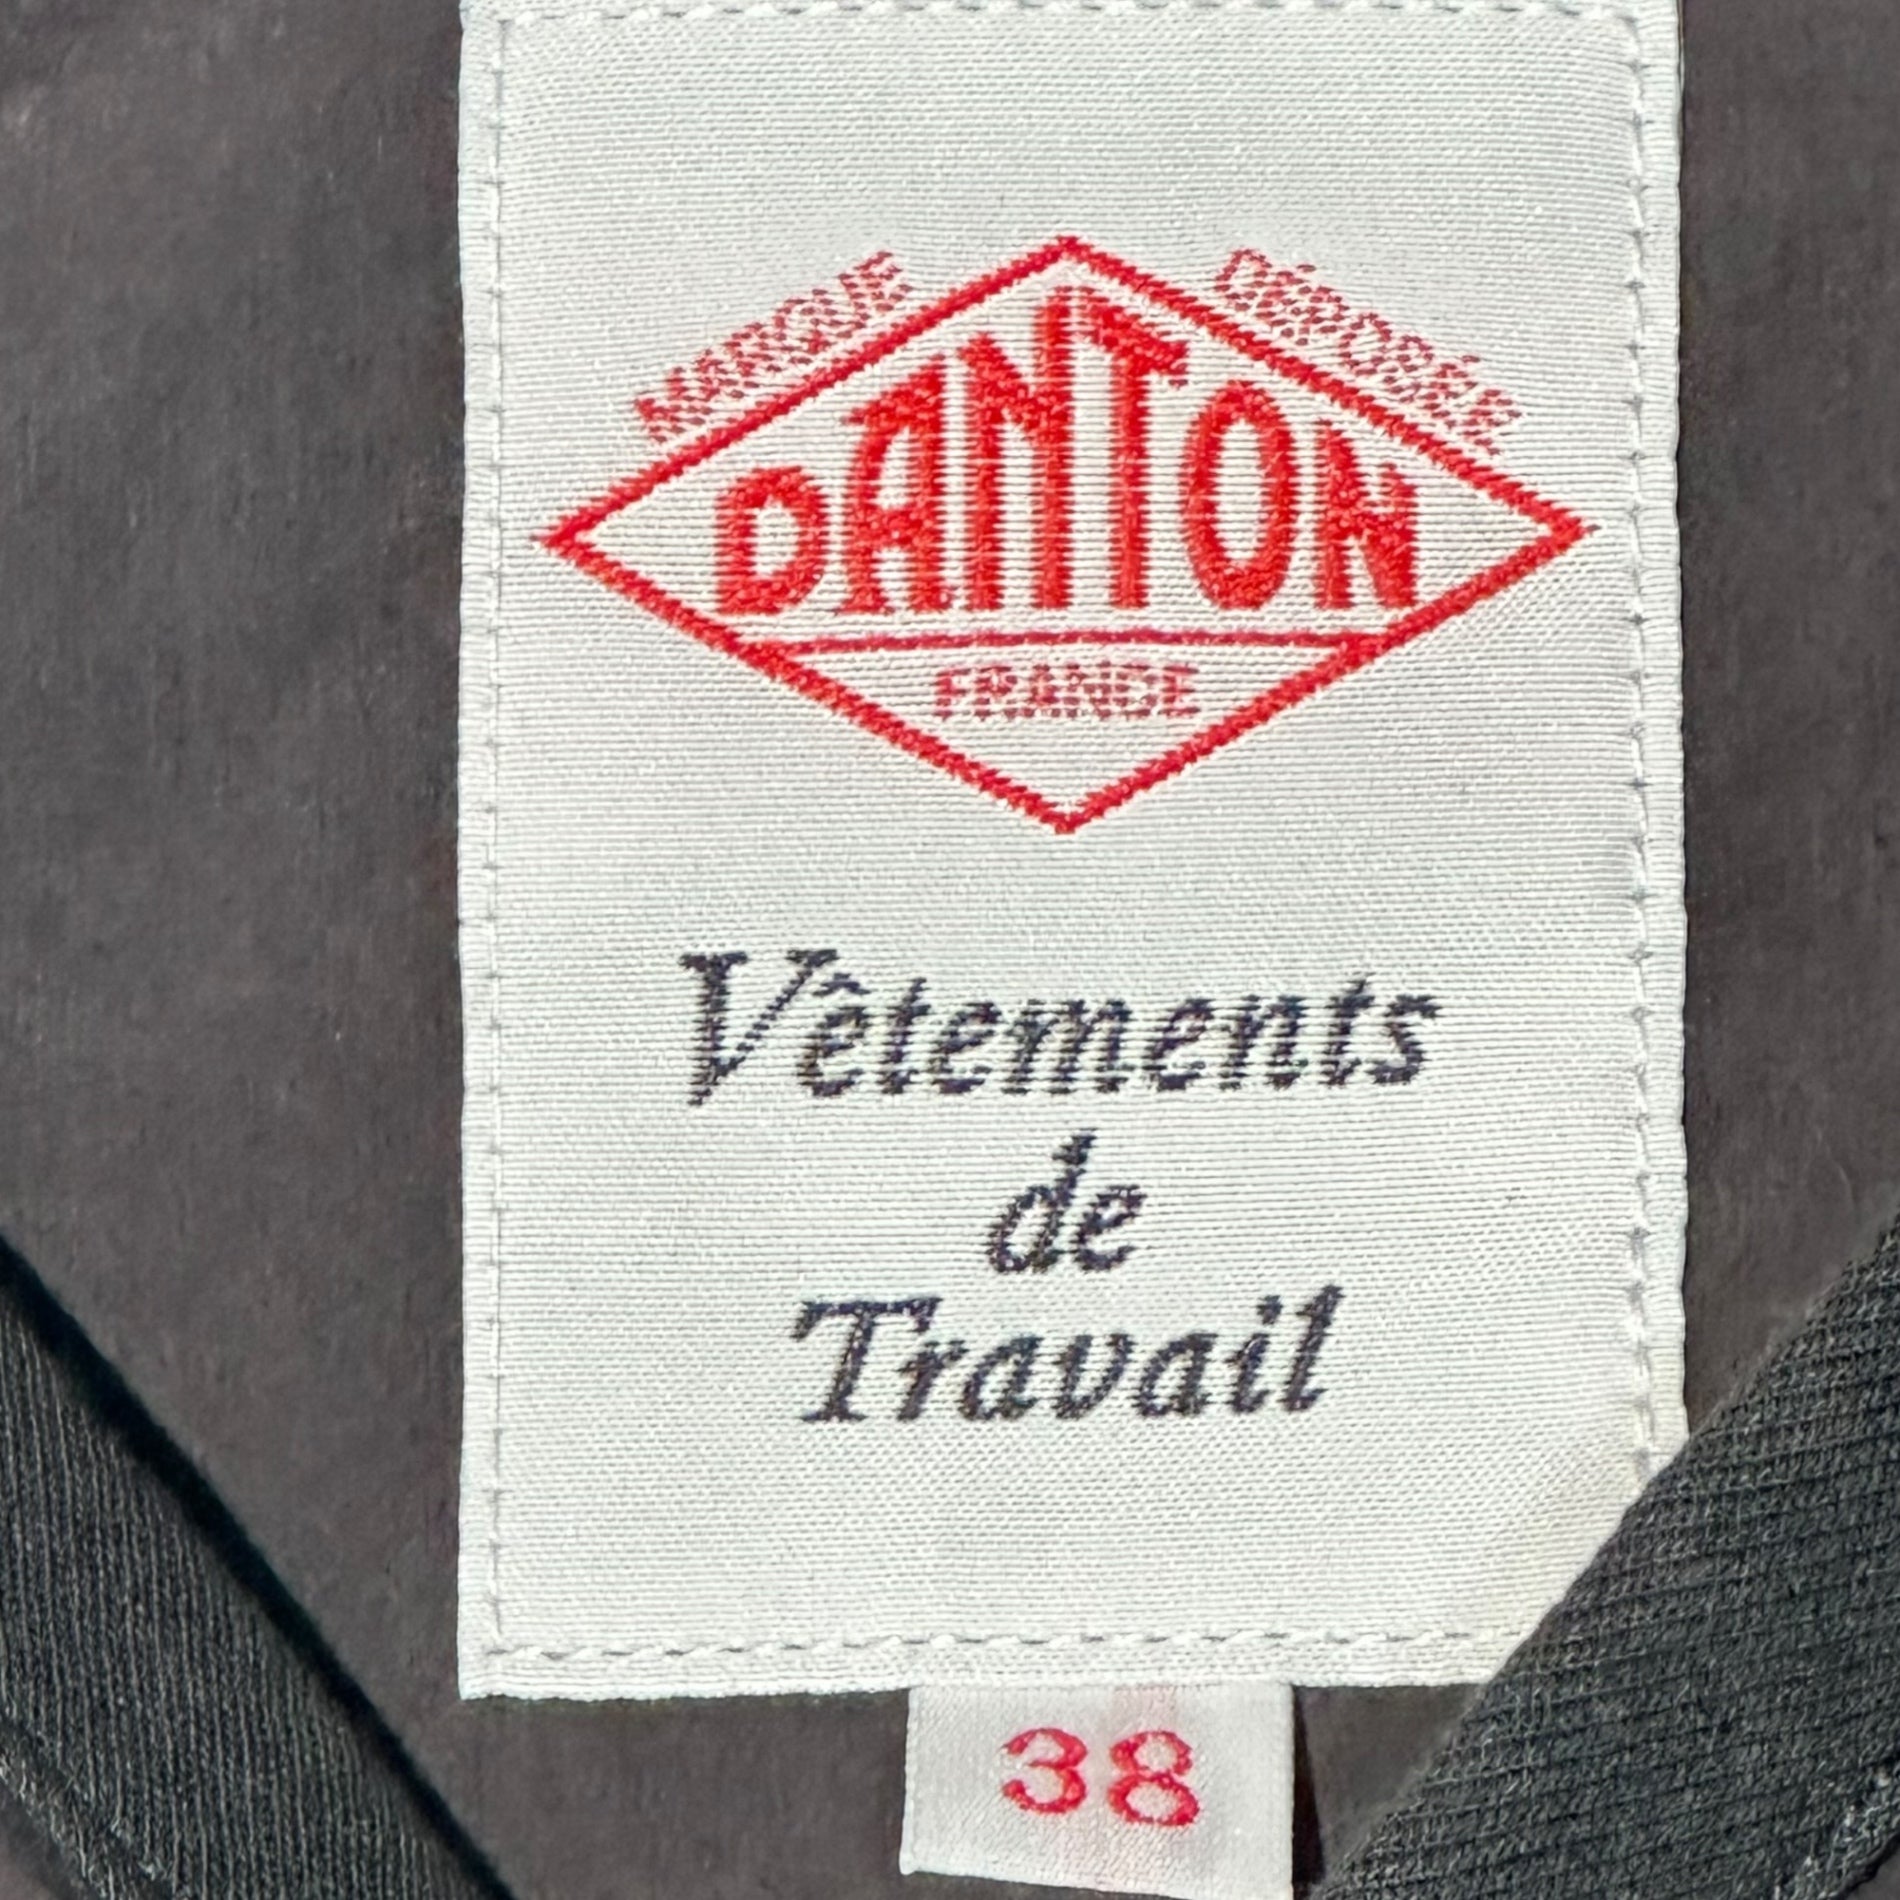 MARQUE DÉPOSÉE
DANTON
FRANCE
Vêtements
de
Travail
38